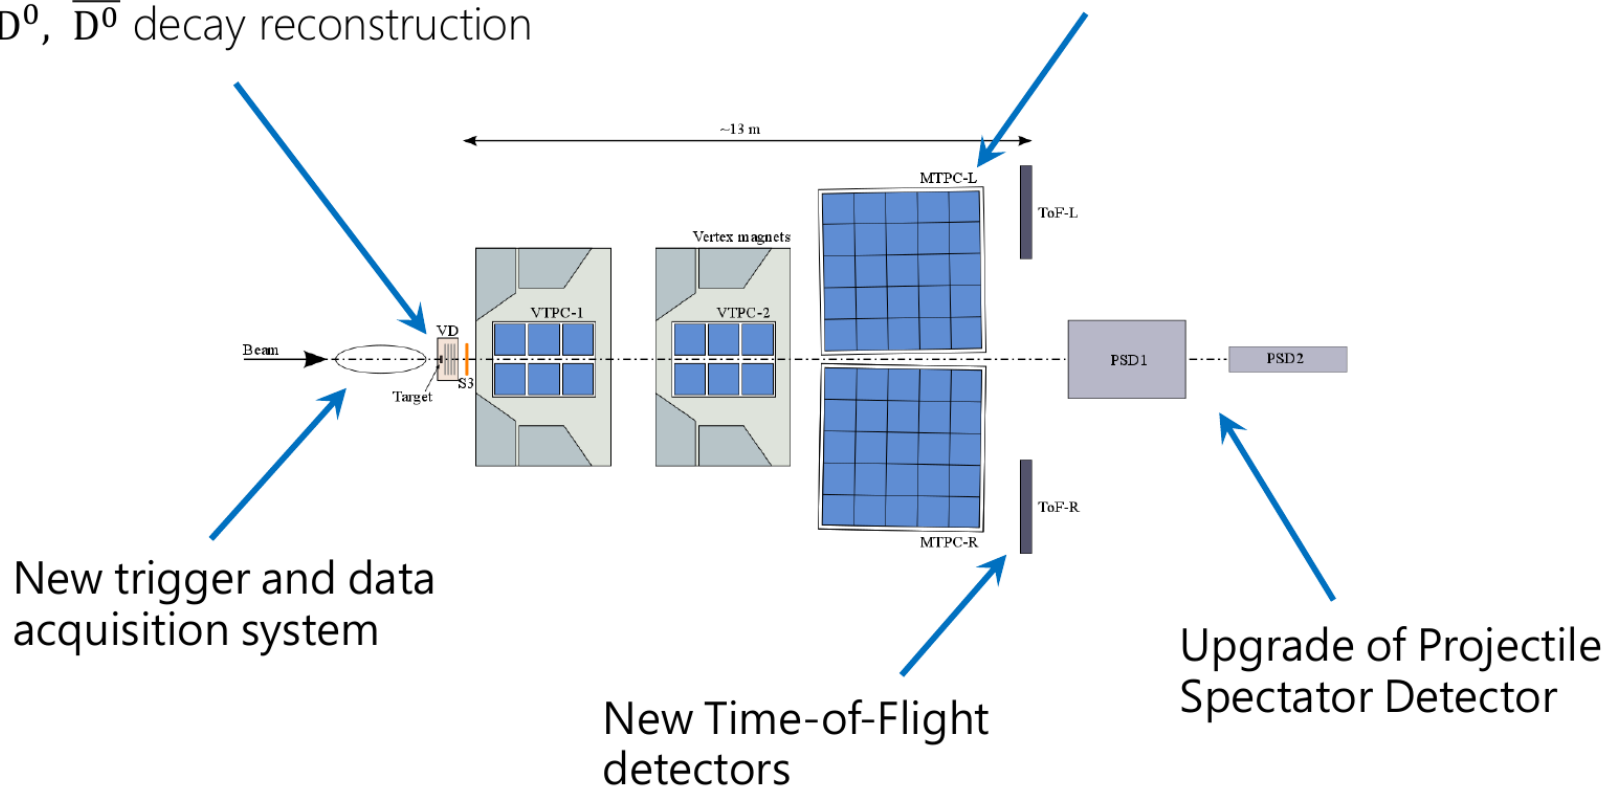 D⁰, D̅⁰ decay reconstruction
~13 m
MTPC-L
ToF-L
Vertex magnets
VTPC-1
VTPC-2
VD
Beam
PSD1
PSD2
S3
Target
ToF-R
MTPC-R
New trigger and data
acquisition system
New Time-of-Flight
detectors
Upgrade of Projectile
Spectator Detector